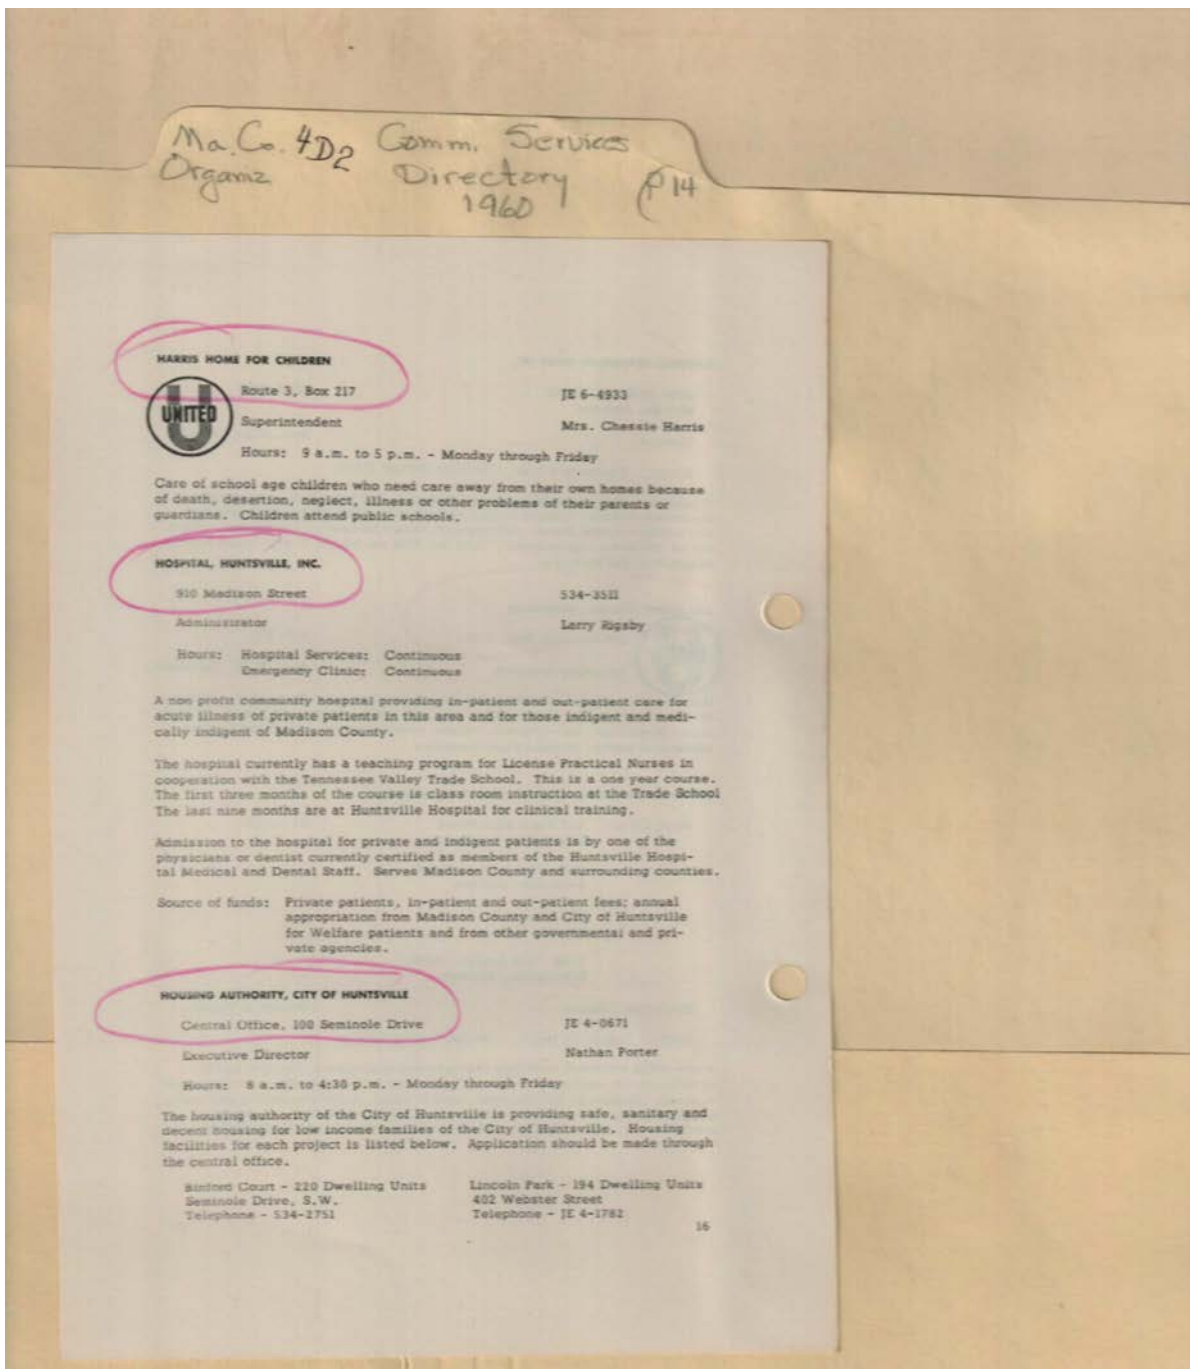 Ma. Co. 4D2 Comm. Services
Organiz Directory P 14
1960
HARRIS HOME FOR CHILDREN
Route 3, Box 217 JE 6-4933
UNITED
Superintendent Mrs. Chessie Harris
Hours: 9 a.m. to 5 p.m. - Monday through Friday
Care of school age children who need care away from their own homes because
of death, desertion, neglect, illness or other problems of their parents or
guardians. Children attend public schools.
HOSPITAL, HUNTSVILLE, INC.
910 Madison Street 534-3511
Administrator Larry Rigsby
Hours: Hospital Services: Continuous
Emergency Clinic: Continuous
A non profit community hospital providing in-patient and out-patient care for
acute illness of private patients in this area and for those indigent and medi-
cally indigent of Madison County.
The hospital currently has a teaching program for License Practical Nurses in
cooperation with the Tennessee Valley Trade School. This is a one year course.
The first three months of the course is class room instruction at the Trade School
The last nine months are at Huntsville Hospital for clinical training.
Admission to the hospital for private and indigent patients is by one of the
physicians or dentist currently certified as members of the Huntsville Hospi-
tal Medical and Dental Staff. Serves Madison County and surrounding counties.
Source of funds: Private patients, in-patient and out-patient fees; annual
appropriation from Madison County and City of Huntsville
for Welfare patients and from other governmental and pri-
vate agencies.
HOUSING AUTHORITY, CITY OF HUNTSVILLE
Central Office, 100 Seminole Drive JE 4-0671
Executive Director Nathan Porter
Hours: 8 a.m. to 4:30 p.m. - Monday through Friday
The housing authority of the City of Huntsville is providing safe, sanitary and
decent housing for low income families of the City of Huntsville. Housing
facilities for each project is listed below. Application should be made through
the central office.
Binford Court - 220 Dwelling Units Lincoln Park - 194 Dwelling Units
Seminole Drive, S.W. 402 Webster Street
Telephone - 534-2751 Telephone - JE 4-1782
16